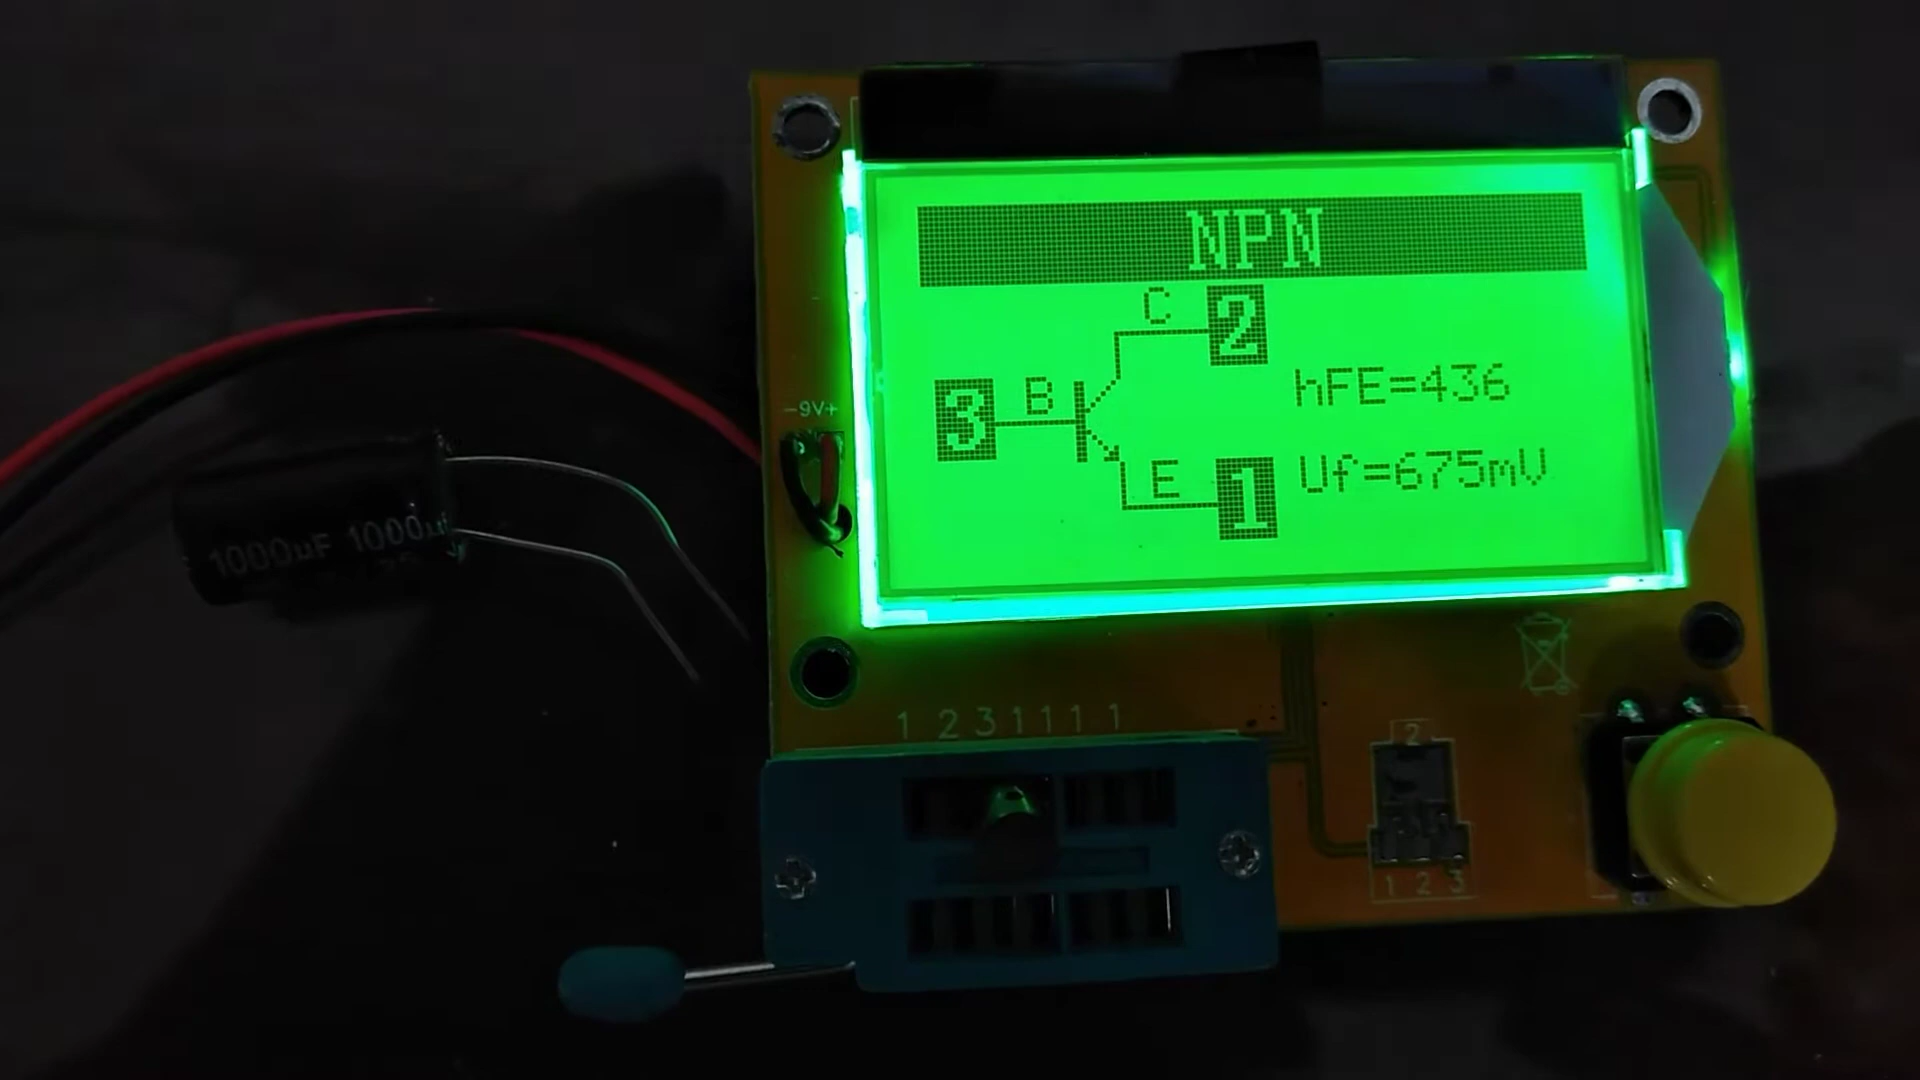 NPN
C 2
3 B
hFE=436
E 1
Uf=675mV
-9V+
1000µF 1000µ
1 2 3 1 1 1 1
2
1 2 3